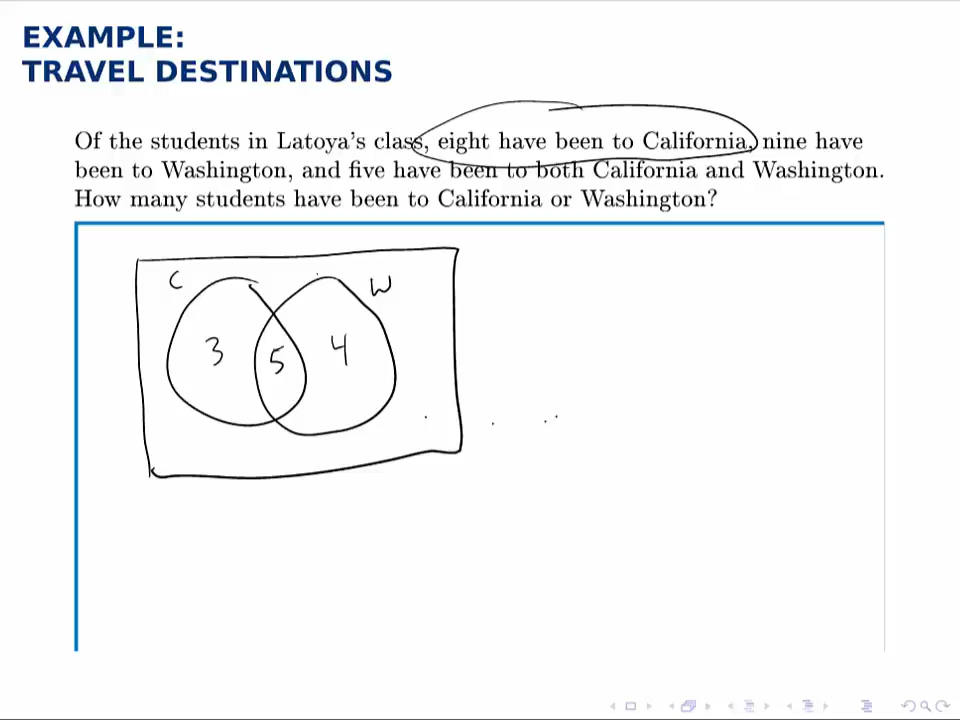 EXAMPLE:
TRAVEL DESTINATIONS
Of the students in Latoya's class, eight have been to California, nine have
been to Washington, and five have been to both California and Washington.
How many students have been to California or Washington?
C W
3 5 4